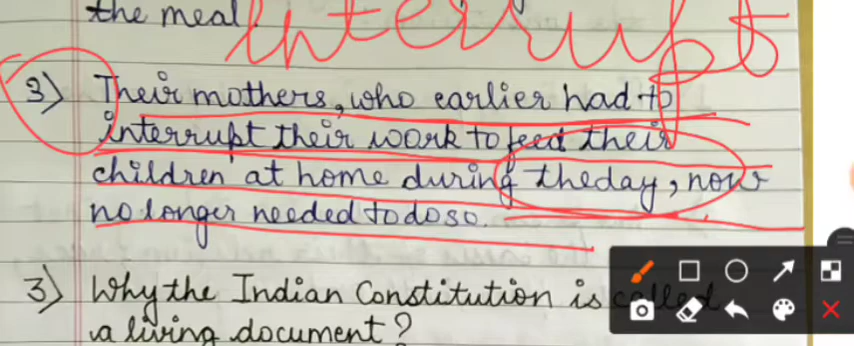 the meal.
Interrupt
3) Their mothers, who earlier had to
interrupt their work to feed their
children at home during the day, now
no longer needed to do so.
3) Why the Indian Constitution is called
a living document?